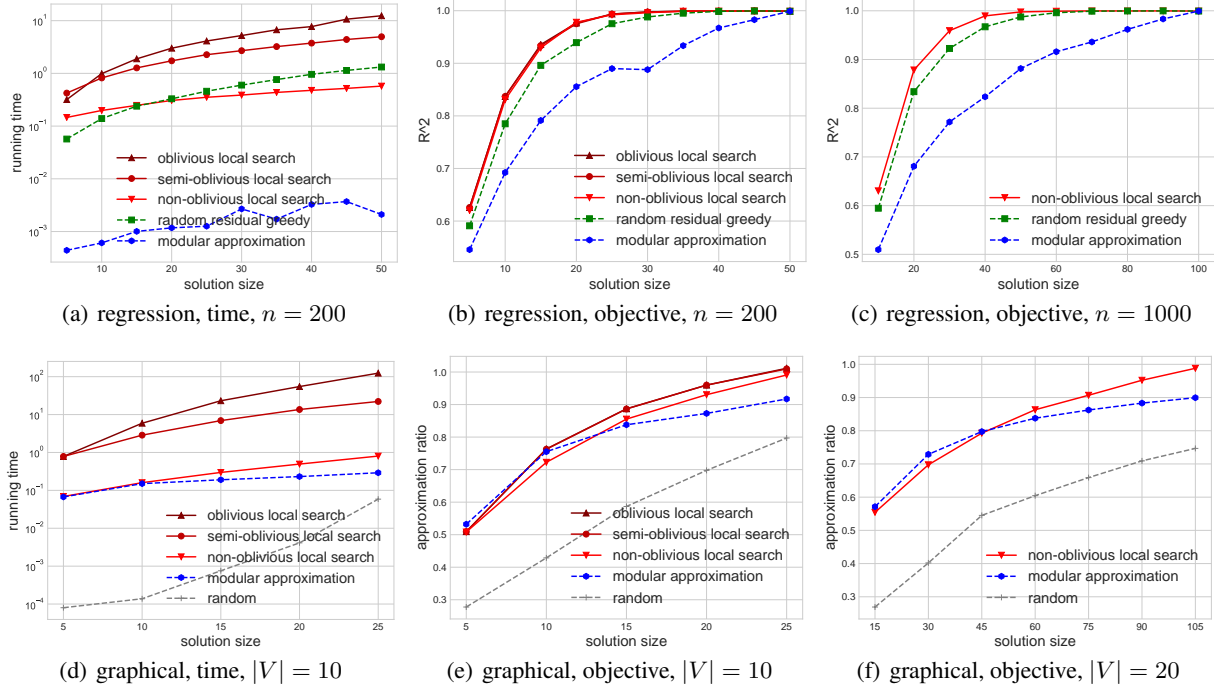 running time
10^1
10^0
10^{-1}
10^{-2}
10^{-3}
oblivious local search
semi-oblivious local search
non-oblivious local search
random residual greedy
modular approximation
10 20 30 40 50
solution size
(a) regression, time, n = 200
R^2
1.0
0.9
0.8
0.7
0.6
oblivious local search
semi-oblivious local search
non-oblivious local search
random residual greedy
modular approximation
10 20 30 40 50
solution size
(b) regression, objective, n = 200
R^2
1.0
0.9
0.8
0.7
0.6
0.5
non-oblivious local search
random residual greedy
modular approximation
20 40 60 80 100
solution size
(c) regression, objective, n = 1000
running time
10^2
10^1
10^0
10^{-1}
10^{-2}
10^{-3}
10^{-4}
oblivious local search
semi-oblivious local search
non-oblivious local search
modular approximation
random
5 10 15 20 25
solution size
(d) graphical, time, |V| = 10
approximation ratio
1.0
0.9
0.8
0.7
0.6
0.5
0.4
0.3
oblivious local search
semi-oblivious local search
non-oblivious local search
modular approximation
random
5 10 15 20 25
solution size
(e) graphical, objective, |V| = 10
approximation ratio
1.0
0.9
0.8
0.7
0.6
0.5
0.4
0.3
non-oblivious local search
modular approximation
random
15 30 45 60 75 90 105
solution size
(f) graphical, objective, |V| = 20